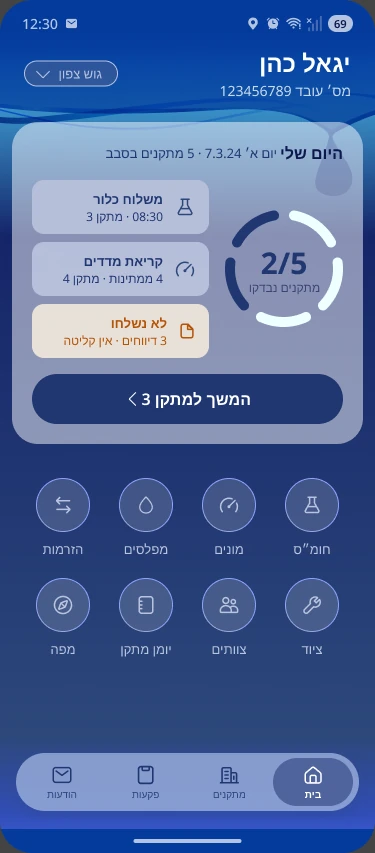 12:30
69
יגאל כהן
מס׳ עובד 123456789
גוש צפון
היום שלי יום א׳ 7.3.24 · 5 מתקנים בסבב
2/5
מתקנים נבדקו
משלוח כלור
08:30 · מתקן 3
קריאת מדדים
4 ממתינות · מתקן 4
לא נשלחו
3 דיווחים · אין קליטה
המשך למתקן 3
חומ״ס
מונים
מפלסים
הזרמות
ציוד
צוותים
יומן מתקן
מפה
בית
מתקנים
פקעות
הודעות